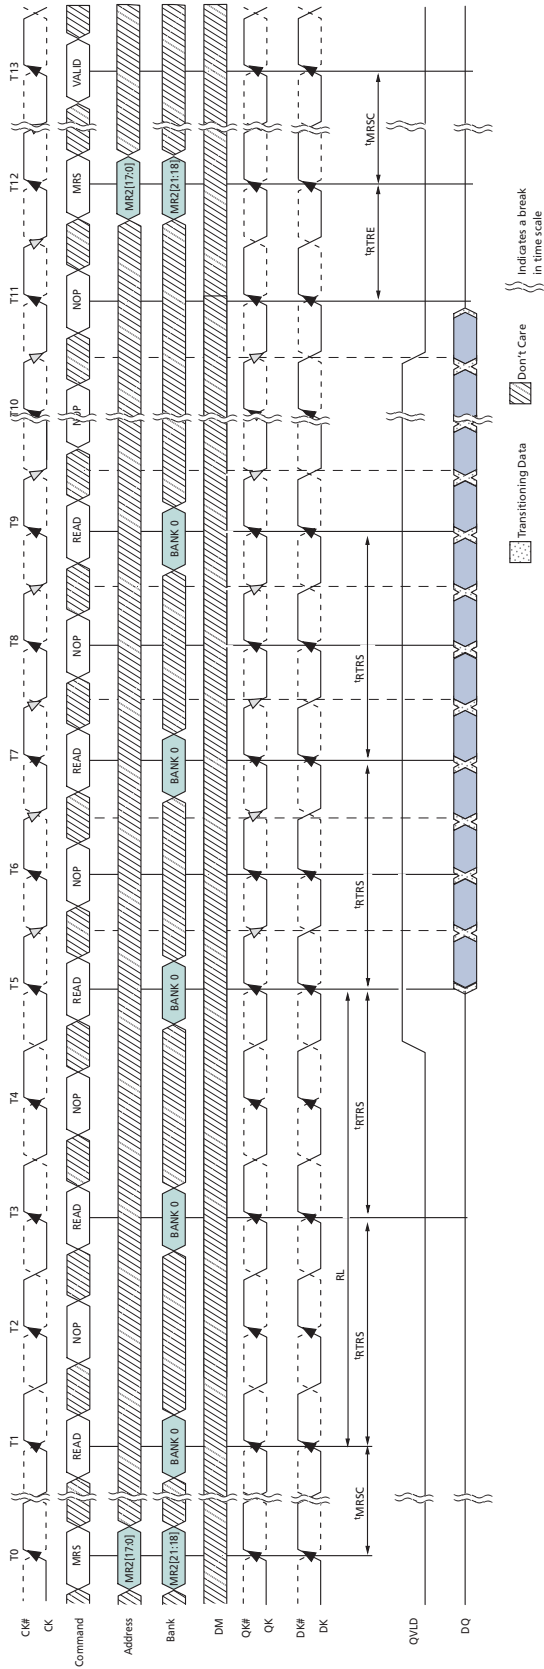 T0 T1 T2 T3 T4 T5 T6 T7 T8 T9 T10 T11 T12 T13
CK#
CK
Command MRS READ NOP READ NOP READ NOP READ NOP READ NOP NOP MRS VALID
Address MR2[17:0] MR2[17:0]
Bank MR2[21:18] BANK 0 BANK 0 BANK 0 BANK 0 BANK 0 MR2[21:18]
DM
QK#
QK
DK#
DK
RL
tMRSC tRTRS tRTRS tRTRS tRTRS tRTRE tMRSC
QVLD
DQ
Transitioning Data
Don't Care
Indicates a break
in time scale